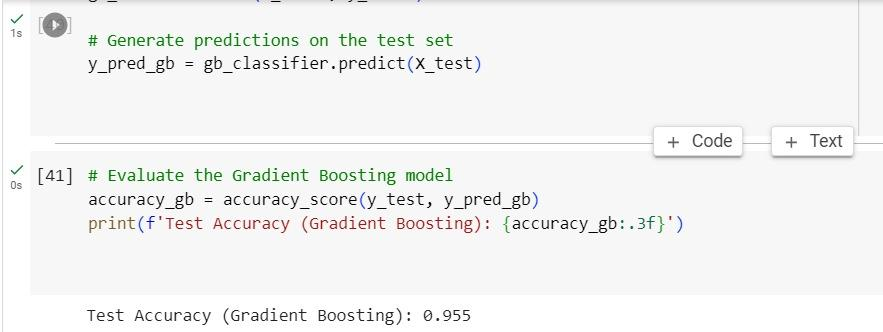 1s
# Generate predictions on the test set
y_pred_gb = gb_classifier.predict(X_test)
+ Code
+ Text
0s
[41] # Evaluate the Gradient Boosting model
accuracy_gb = accuracy_score(y_test, y_pred_gb)
print(f'Test Accuracy (Gradient Boosting): {accuracy_gb:.3f}')
Test Accuracy (Gradient Boosting): 0.955